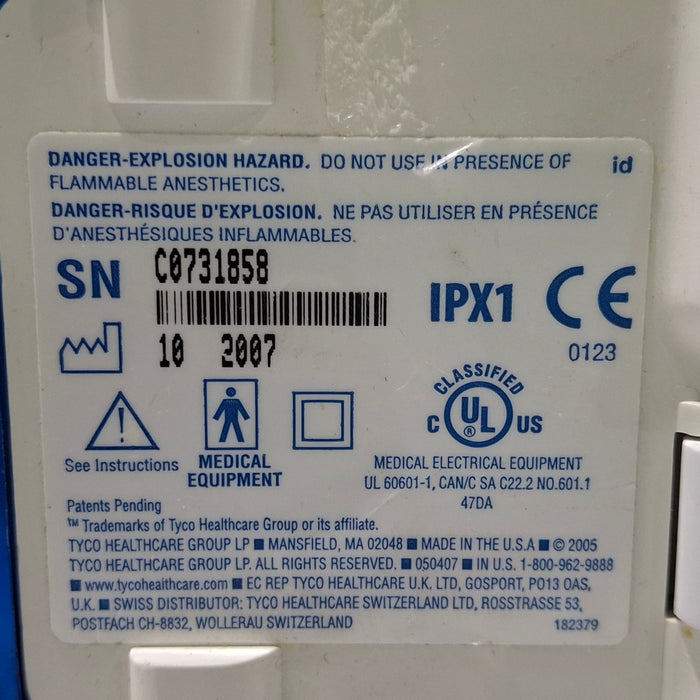 DANGER-EXPLOSION HAZARD. DO NOT USE IN PRESENCE OF
FLAMMABLE ANESTHETICS.
id
DANGER-RISQUE D'EXPLOSION. NE PAS UTILISER EN PRÉSENCE
D'ANESTHÉSIQUES INFLAMMABLES.
SN C0731858
10 2007
IPX1 CE
0123
CLASSIFIED
C UL ® US
See Instructions
MEDICAL
EQUIPMENT
MEDICAL ELECTRICAL EQUIPMENT
UL 60601-1, CAN/C SA C22.2 NO.601.1
47DA
Patents Pending
™ Trademarks of Tyco Healthcare Group or its affiliate.
TYCO HEALTHCARE GROUP LP ■ MANSFIELD, MA 02048 ■ MADE IN THE U.S.A ■ © 2005
TYCO HEALTHCARE GROUP LP. ALL RIGHTS RESERVED. ■ 050407 ■ IN U.S. 1-800-962-9888
■ www.tycohealthcare.com ■ EC REP TYCO HEALTHCARE U.K. LTD, GOSPORT, PO13 OAS,
U.K. ■ SWISS DISTRIBUTOR: TYCO HEALTHCARE SWITZERLAND LTD, ROSSTRASSE 53,
POSTFACH CH-8832, WOLLERAU SWITZERLAND
182379